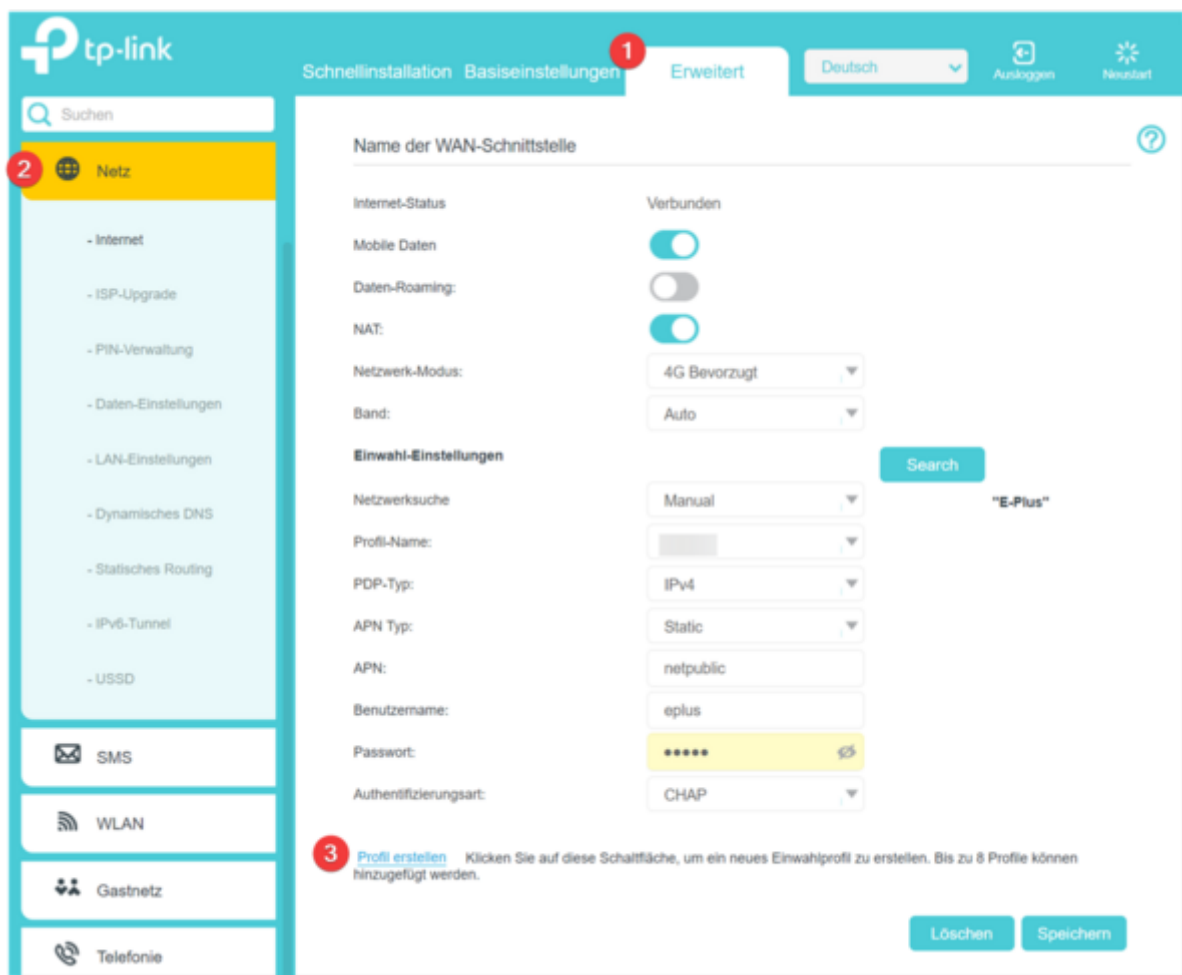 tp-link
Schnellinstallation Basiseinstellungen 1 Erweitert Deutsch Ausloggen Neustart
Suchen
2 Netz
- Internet
- ISP-Upgrade
- PIN-Verwaltung
- Daten-Einstellungen
- LAN-Einstellungen
- Dynamisches DNS
- Statisches Routing
- IPv6-Tunnel
- USSD
SMS
WLAN
Gastnetz
Telefonie
Name der WAN-Schnittstelle ?
Internet-Status Verbunden
Mobile Daten
Daten-Roaming:
NAT:
Netzwerk-Modus: 4G Bevorzugt
Band: Auto
Einwahl-Einstellungen Search
Netzwerksuche Manual "E-Plus"
Profil-Name:
PDP-Typ: IPv4
APN Typ: Static
APN: netpublic
Benutzername: eplus
Passwort: •••••
Authentifizierungsart: CHAP
3 Profil erstellen Klicken Sie auf diese Schaltfläche, um ein neues Einwahlprofil zu erstellen. Bis zu 8 Profile können
hinzugefügt werden.
Löschen Speichern